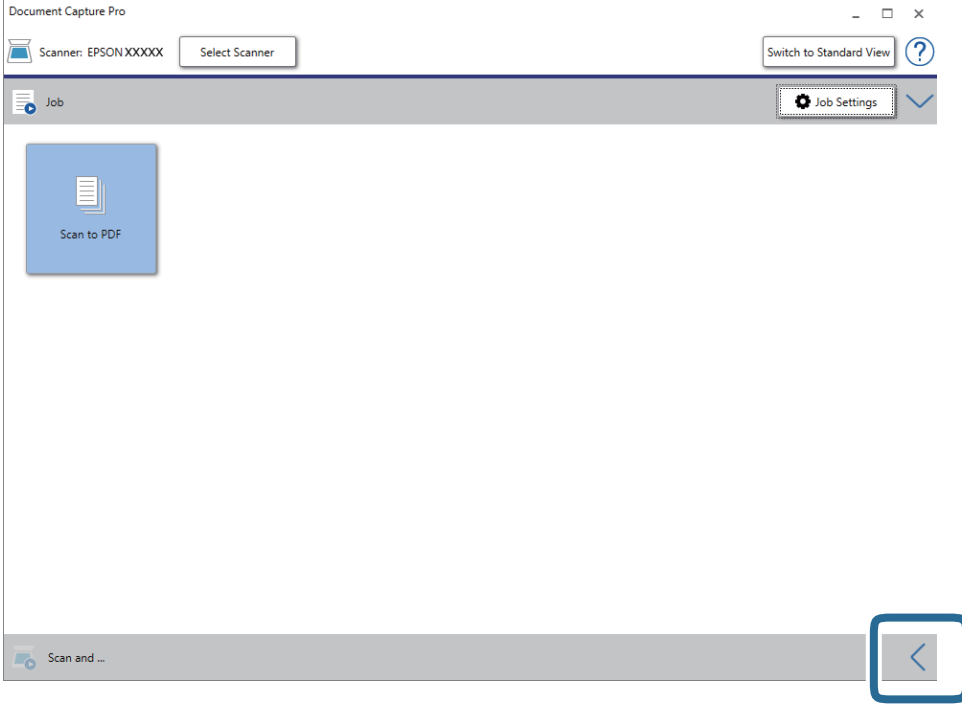 Document Capture Pro
Scanner: EPSON XXXXX
Select Scanner
Switch to Standard View
?
Job
Job Settings
Scan to PDF
Scan and ...